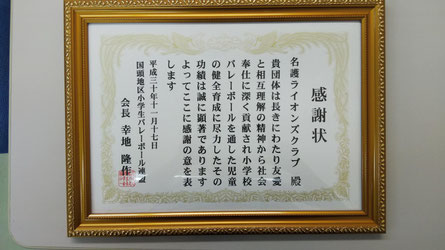 感謝状
名護ライオンズクラブ 殿
貴団体は長きにわたり友愛
と相互理解の精神から社会
奉仕に深く貢献され小学校
バレーボールを通した児童
の健全育成に尽力したその
功績は誠に顕著であります
よってここに感謝の意を表
します
平成三十年十一月十七日
国頭地区小学生バレーボール連盟
会長 幸地 隆作